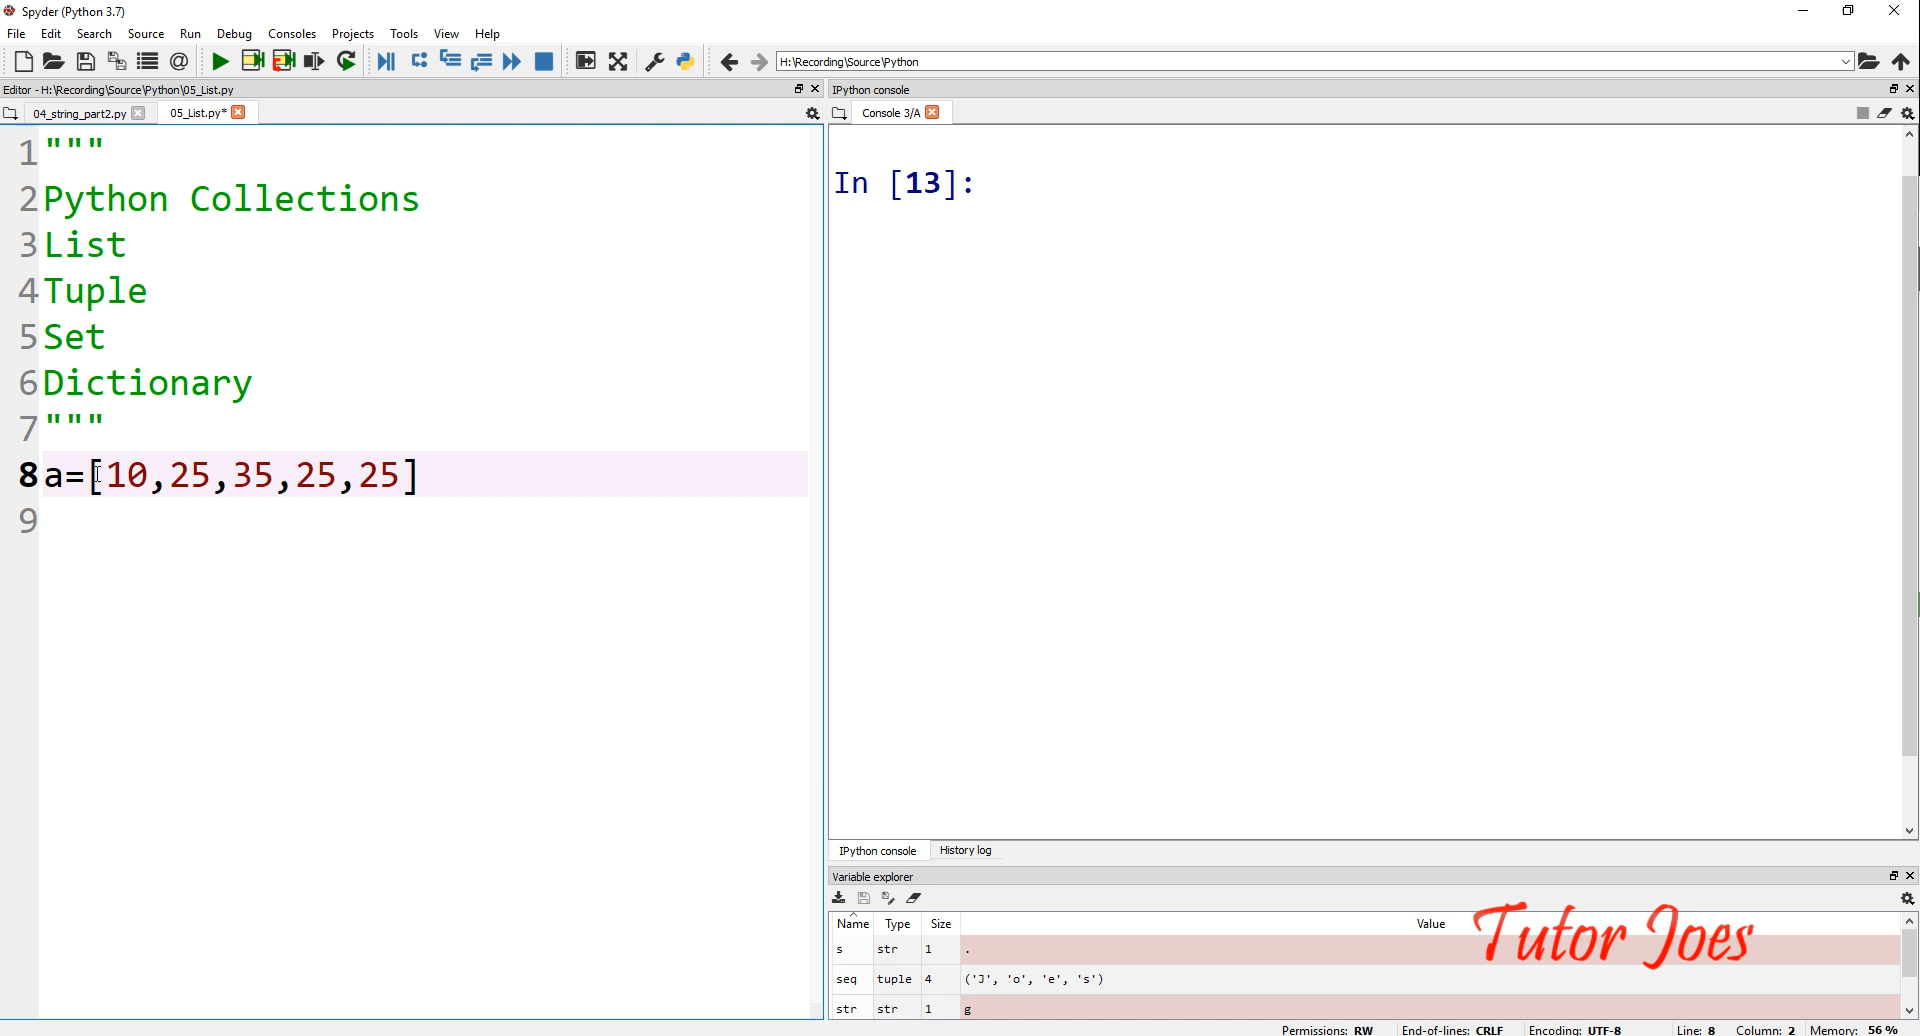 Spyder (Python 3.7)
File Edit Search Source Run Debug Consoles Projects Tools View Help
H:\Recording\Source\Python
Editor - H:\Recording\Source\Python\05_List.py
04_string_part2.py 05_List.py*
1 """
2 Python Collections
3 List
4 Tuple
5 Set
6 Dictionary
7 """
8 a=[10,25,35,25,25]
9
IPython console
Console 3/A
In [13]:
IPython console History log
Variable explorer
Name Type Size Value
s str 1 .
seq tuple 4 ('J', 'o', 'e', 's')
str str 1 g
Tutor Joes
Permissions: RW End-of-lines: CRLF Encoding: UTF-8 Line: 8 Column: 2 Memory: 56 %